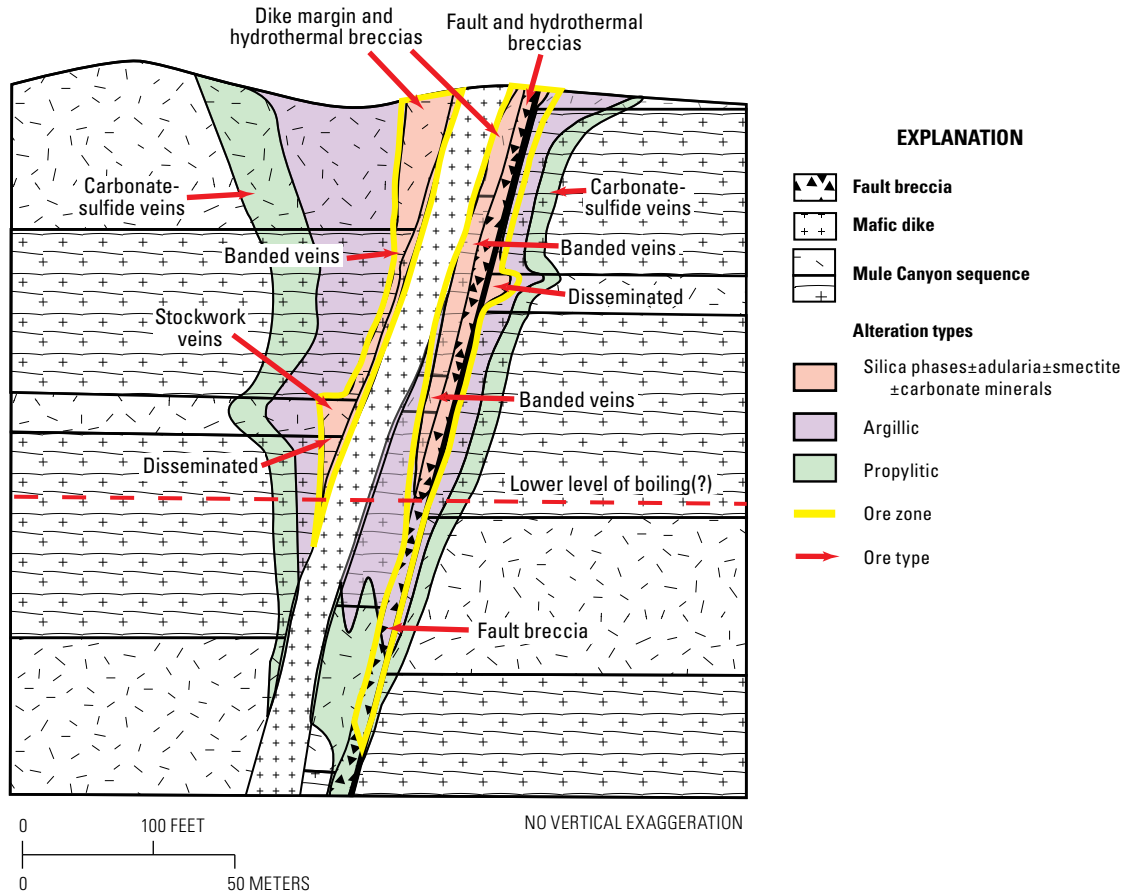 Dike margin and
hydrothermal breccias
Fault and hydrothermal
breccias
Carbonate-
sulfide veins
Carbonate-
sulfide veins
Banded veins
Banded veins
Disseminated
Stockwork
veins
Banded veins
Disseminated
Lower level of boiling(?)
Fault breccia
0
100 FEET
0
50 METERS
NO VERTICAL EXAGGERATION
EXPLANATION
Fault breccia
Mafic dike
Mule Canyon sequence
Alteration types
Silica phases±adularia±smectite
±carbonate minerals
Argillic
Propylitic
Ore zone
Ore type